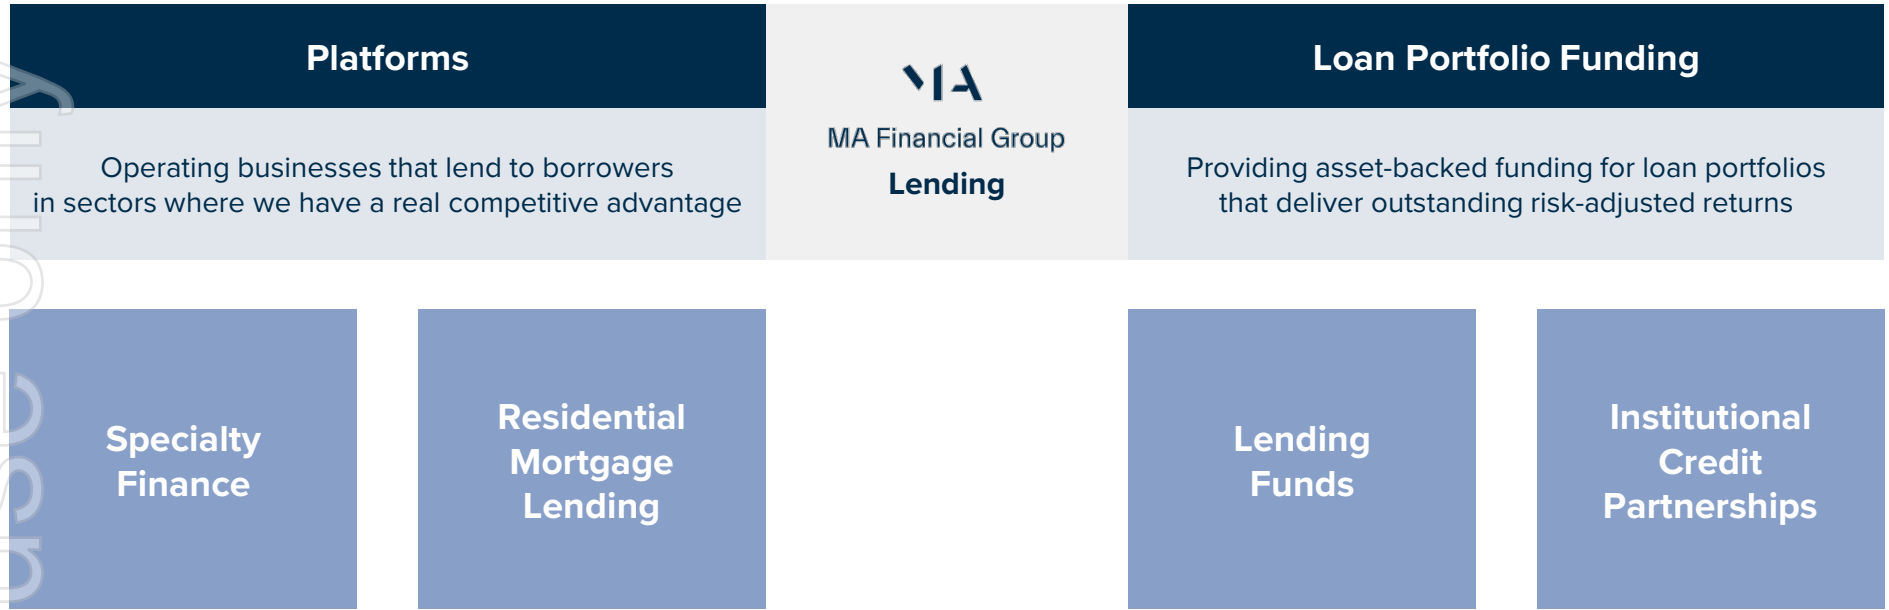 Platforms
Operating businesses that lend to borrowers
in sectors where we have a real competitive advantage
MA
MA Financial Group
Lending
Loan Portfolio Funding
Providing asset-backed funding for loan portfolios
that deliver outstanding risk-adjusted returns
Specialty
Finance
Residential
Mortgage
Lending
Lending
Funds
Institutional
Credit
Partnerships
use only